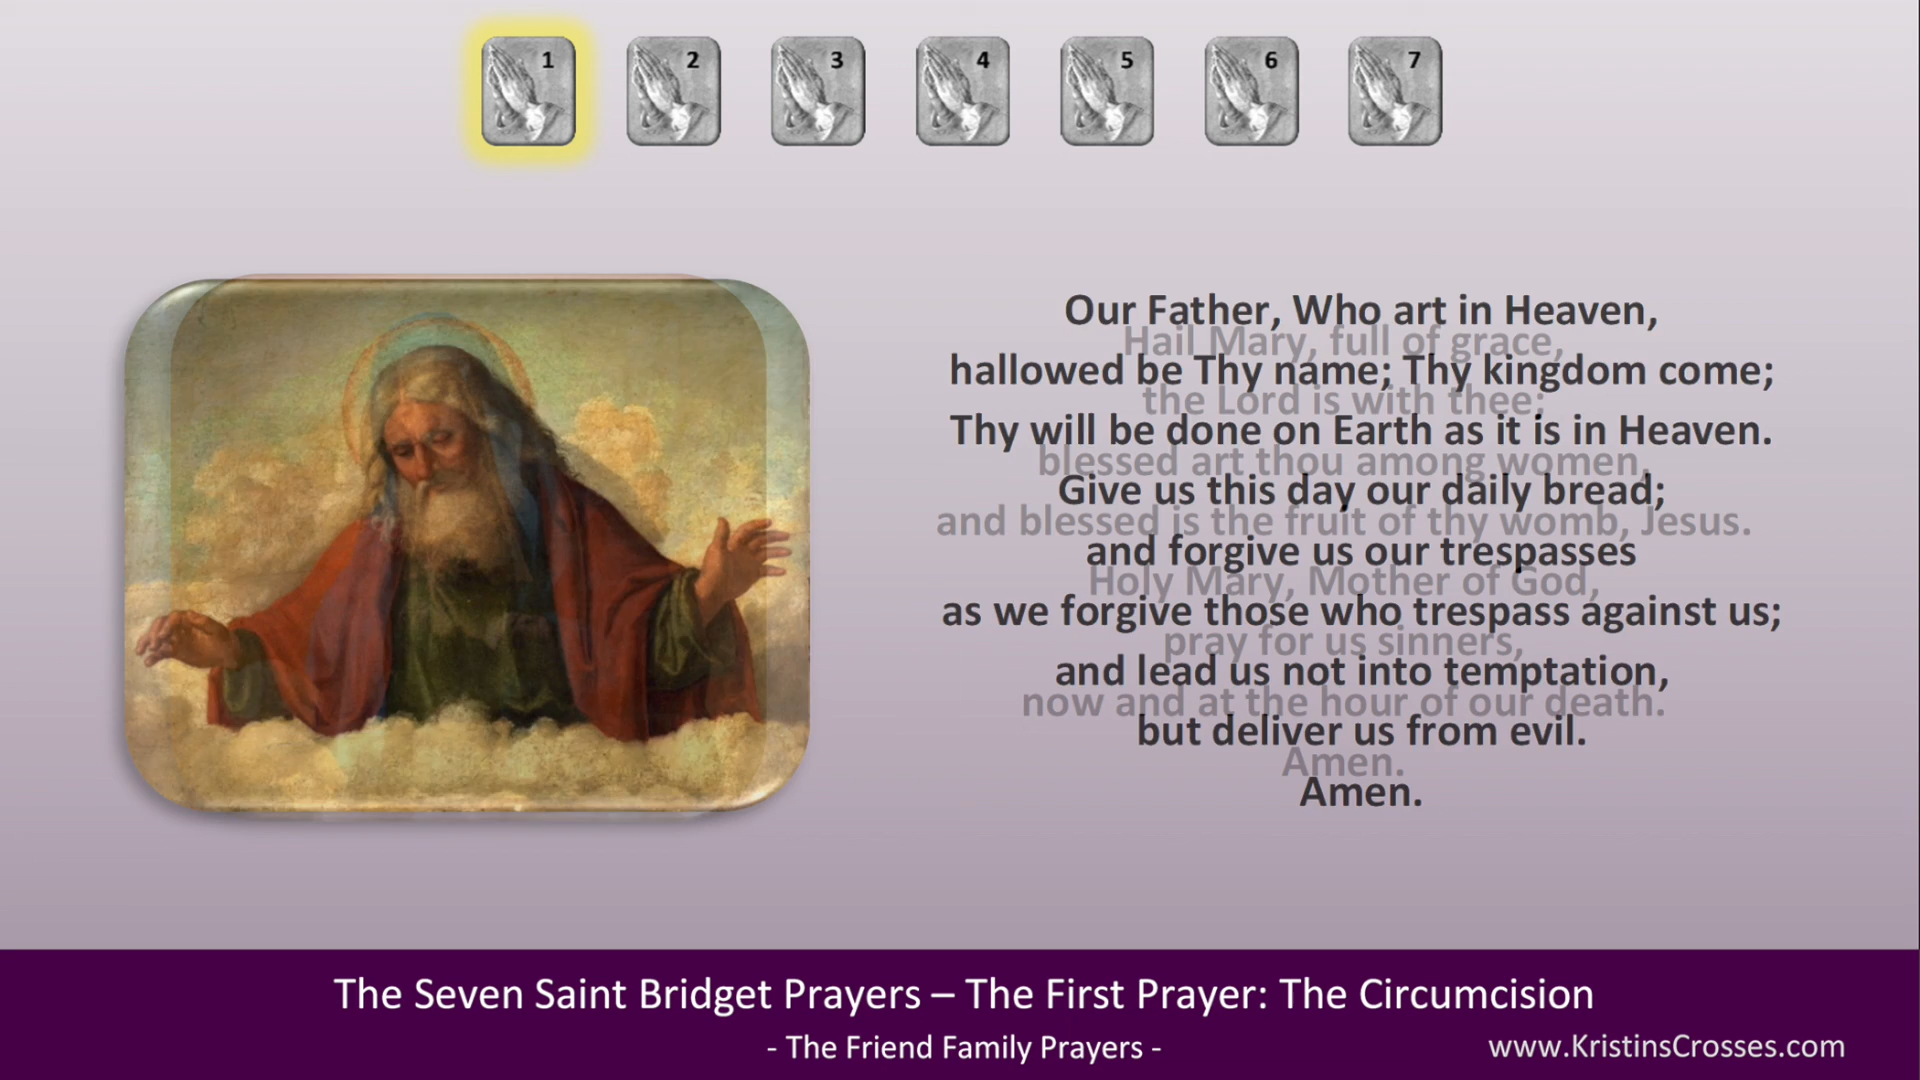 1 2 3 4 5 6 7
Our Father, Who art in Heaven,
hallowed be Thy name; Thy kingdom come;
Thy will be done on Earth as it is in Heaven.
Give us this day our daily bread;
and forgive us our trespasses
as we forgive those who trespass against us;
and lead us not into temptation,
but deliver us from evil.
Amen.
Hail Mary, full of grace,
the Lord is with thee;
blessed art thou among women,
and blessed is the fruit of thy womb, Jesus.
Holy Mary, Mother of God,
pray for us sinners,
now and at the hour of our death.
Amen.
The Seven Saint Bridget Prayers – The First Prayer: The Circumcision
- The Friend Family Prayers -
www.KristinsCrosses.com